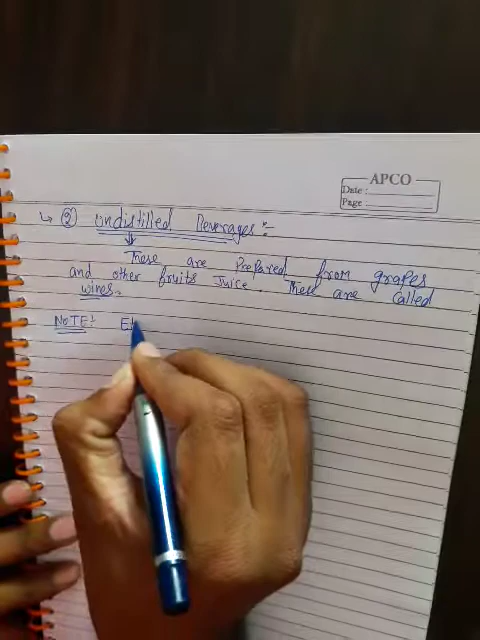 APCO
Date :
Page :
↳ ② Undistilled Beverages :-
These are Prepared from grapes
and other fruits Juice. These are called
wines.
NOTE: